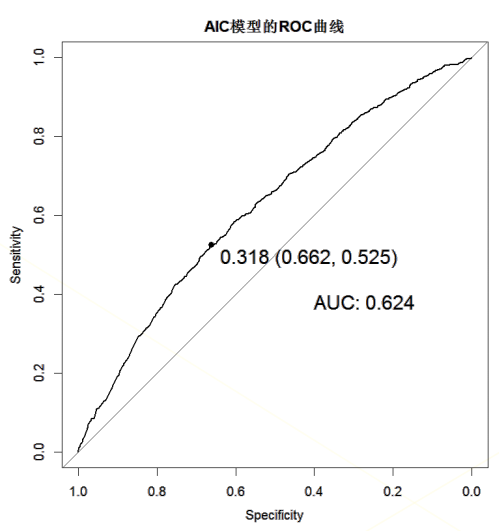 AIC模型的ROC曲线
1.0
0.8
0.6
0.4
0.2
0.0
Sensitivity
0.318 (0.662, 0.525)
AUC: 0.624
1.0 0.8 0.6 0.4 0.2 0.0
Specificity